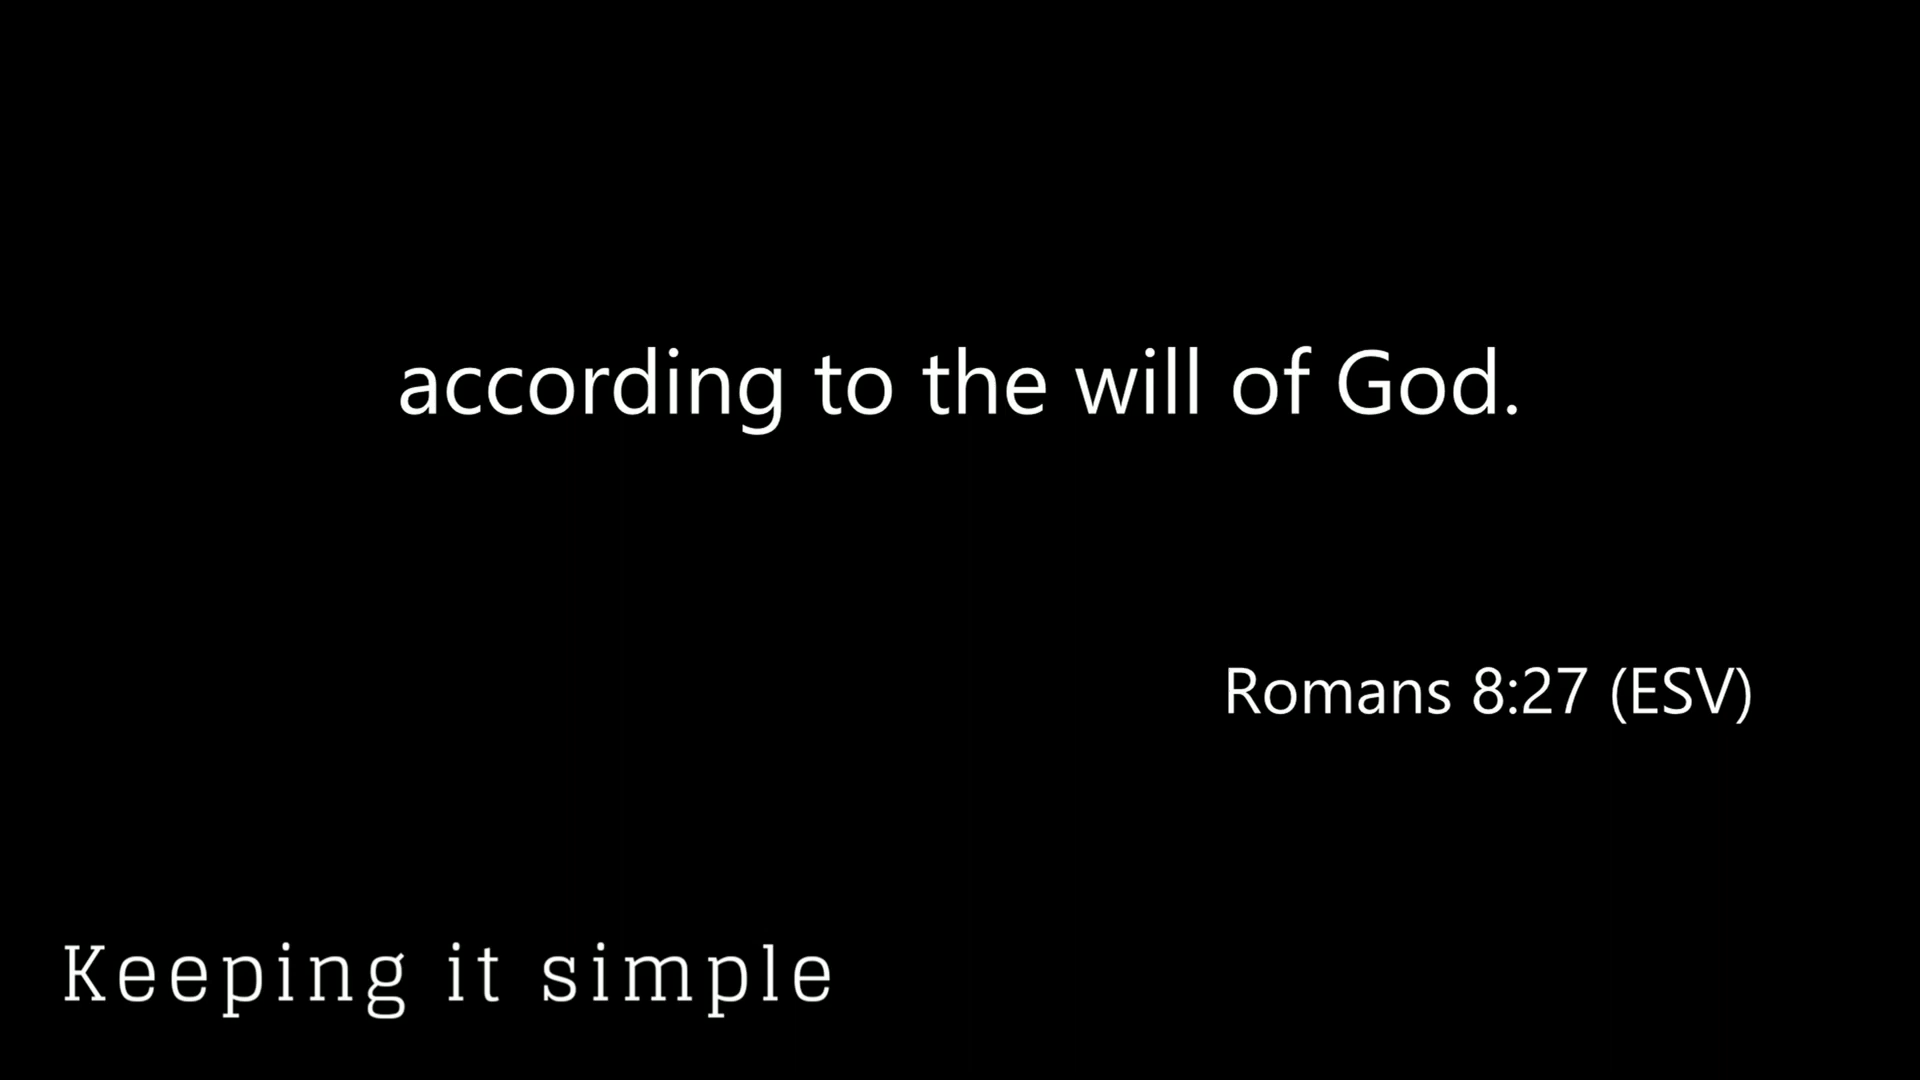 according to the will of God.
Romans 8:27 (ESV)
Keeping it simple